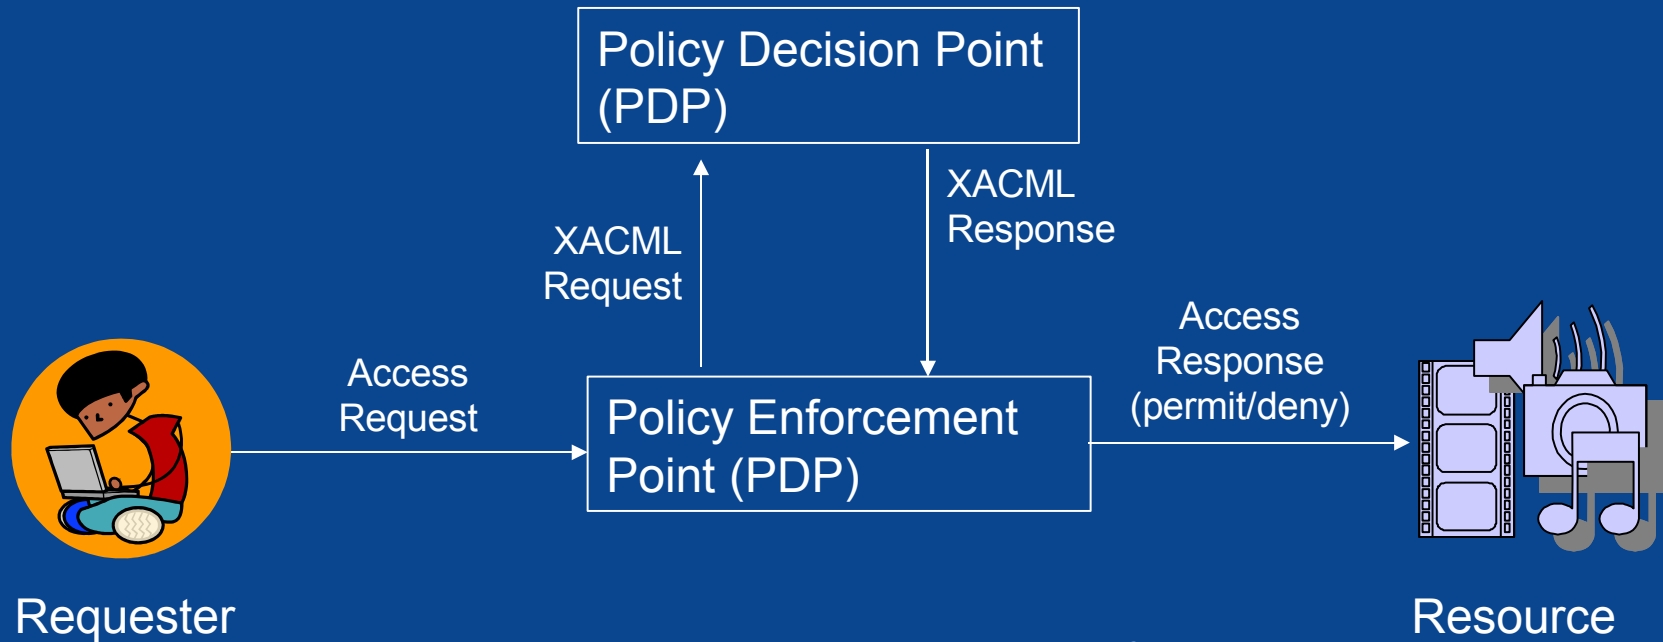 Policy Decision Point
(PDP)
XACML
Request
XACML
Response
Access
Request
Policy Enforcement
Point (PDP)
Access
Response
(permit/deny)
Requester
Resource